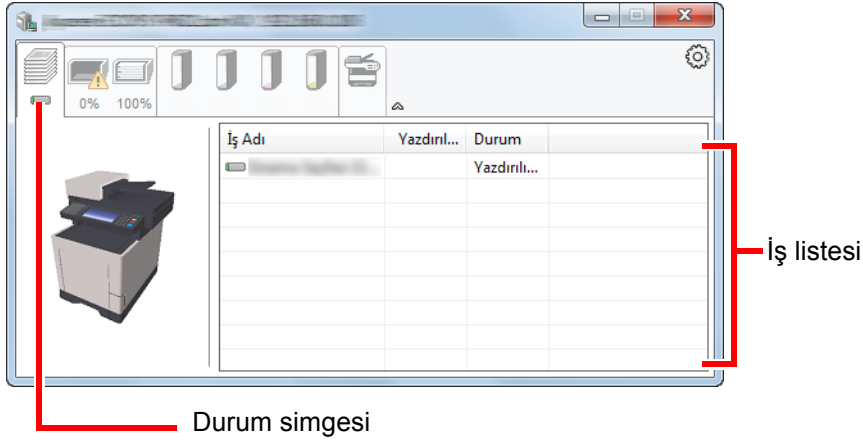 0% 100%
İş Adı Yazdırıl... Durum
Yazdırılı...
İş listesi
Durum simgesi